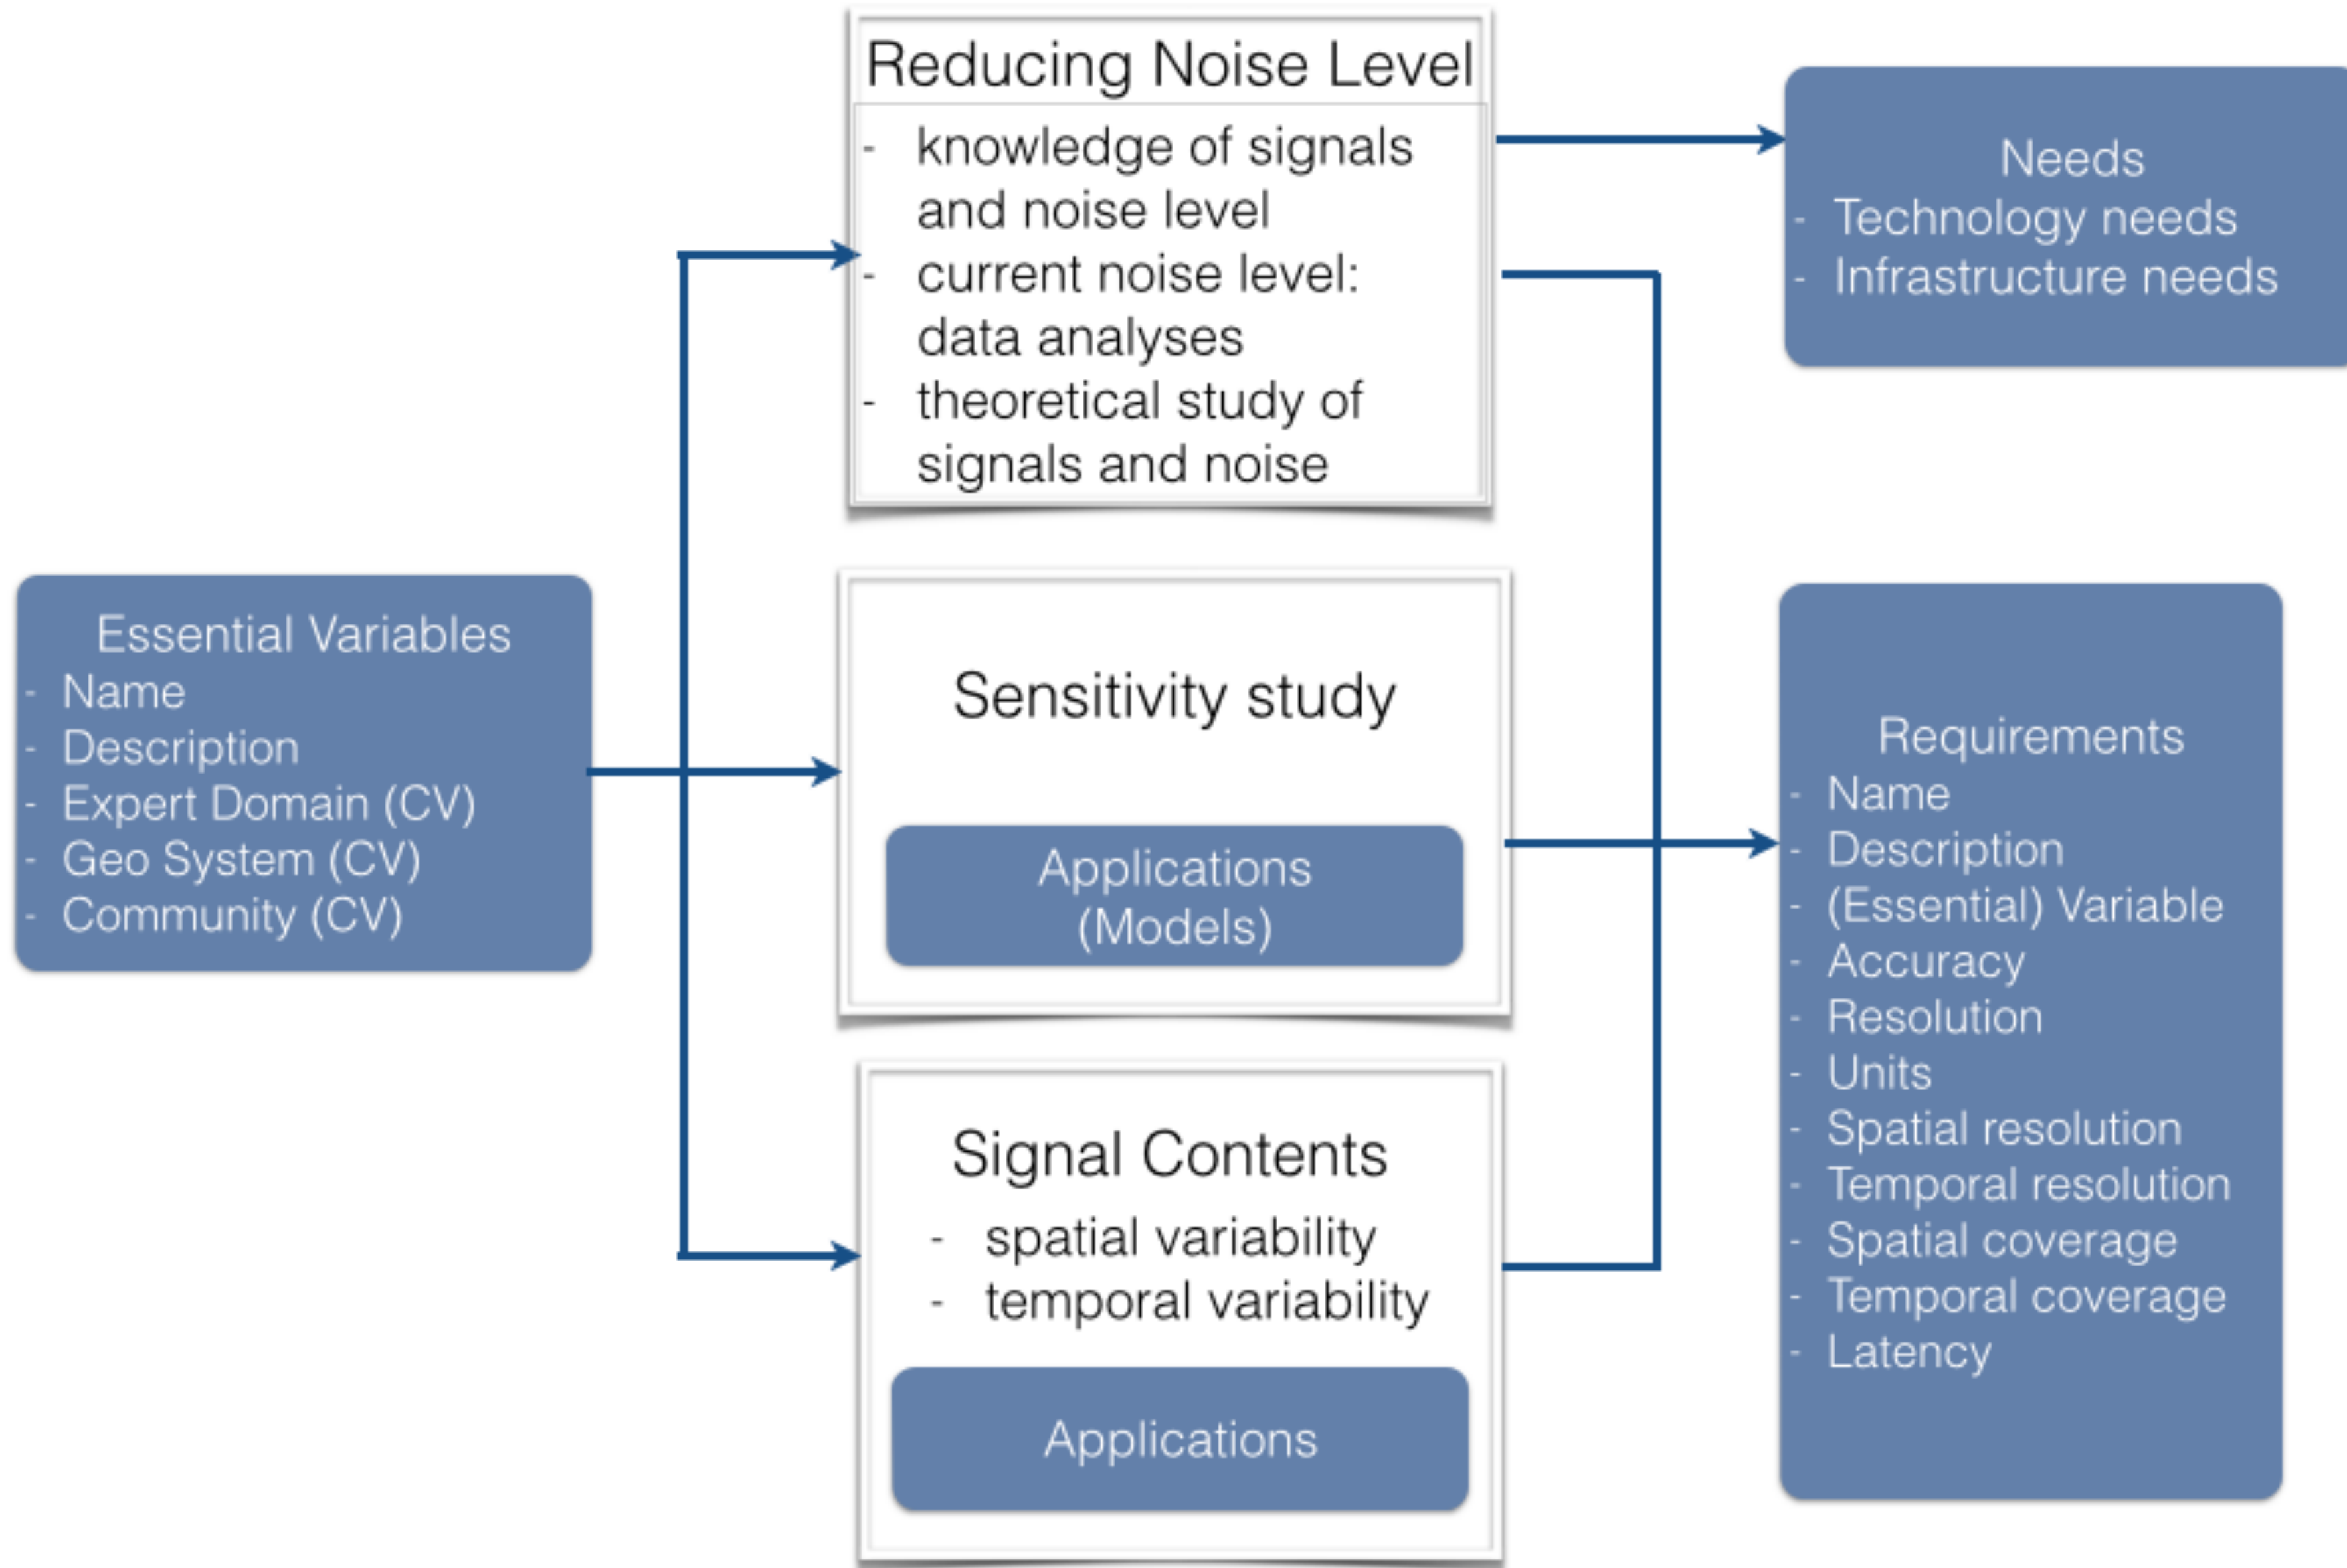 Reducing Noise Level
- knowledge of signals
and noise level
- current noise level:
data analyses
- theoretical study of
signals and noise
Needs
- Technology needs
- Infrastructure needs
Essential Variables
- Name
- Description
- Expert Domain (CV)
- Geo System (CV)
- Community (CV)
Sensitivity study
Applications
(Models)
Signal Contents
- spatial variability
- temporal variability
Applications
Requirements
- Name
- Description
- (Essential) Variable
- Accuracy
- Resolution
- Units
- Spatial resolution
- Temporal resolution
- Spatial coverage
- Temporal coverage
- Latency